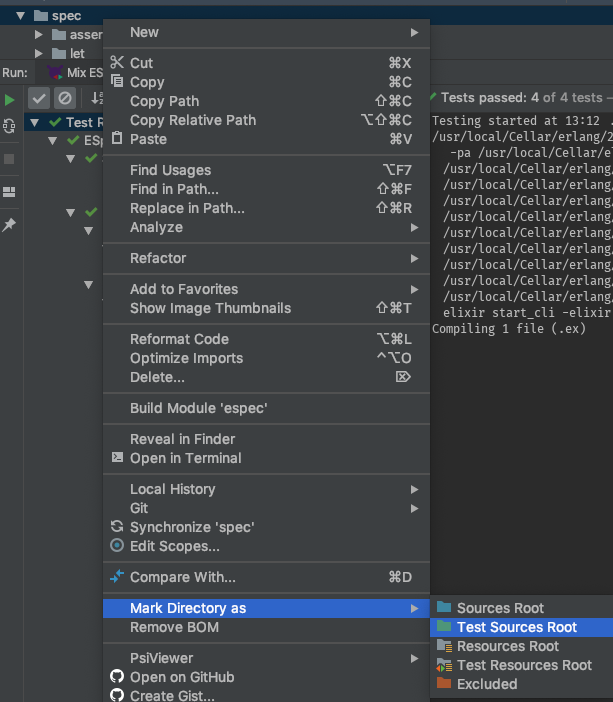 spec
asser
let
Run: Mix ES
Tests passed: 4 of 4 tests –
Test R
ESp
New
Cut ⌘X
Copy ⌘C
Copy Path ⇧⌘C
Copy Relative Path ⌥⇧⌘C
Paste ⌘V
Find Usages ⌥F7
Find in Path... ⇧⌘F
Replace in Path... ⇧⌘R
Analyze
Refactor
Add to Favorites
Show Image Thumbnails ⇧⌘T
Reformat Code ⌥⌘L
Optimize Imports ^⌥O
Delete... ⌦
Build Module 'espec'
Reveal in Finder
Open in Terminal
Local History
Git
Synchronize 'spec'
Edit Scopes...
Compare With... ⌘D
Mark Directory as
Remove BOM
PsiViewer
Open on GitHub
Create Gist...
Sources Root
Test Sources Root
Resources Root
Test Resources Root
Excluded
Testing started at 13:12 .
/usr/local/Cellar/erlang/2
-pa /usr/local/Cellar/el
/usr/local/Cellar/erlang/
/usr/local/Cellar/erlang/
/usr/local/Cellar/erlang/
/usr/local/Cellar/erlang/
/usr/local/Cellar/erlang/
/usr/local/Cellar/erlang/
/usr/local/Cellar/erlang/
/usr/local/Cellar/erlang/
/usr/local/Cellar/erlang/
elixir start_cli -elixir
Compiling 1 file (.ex)